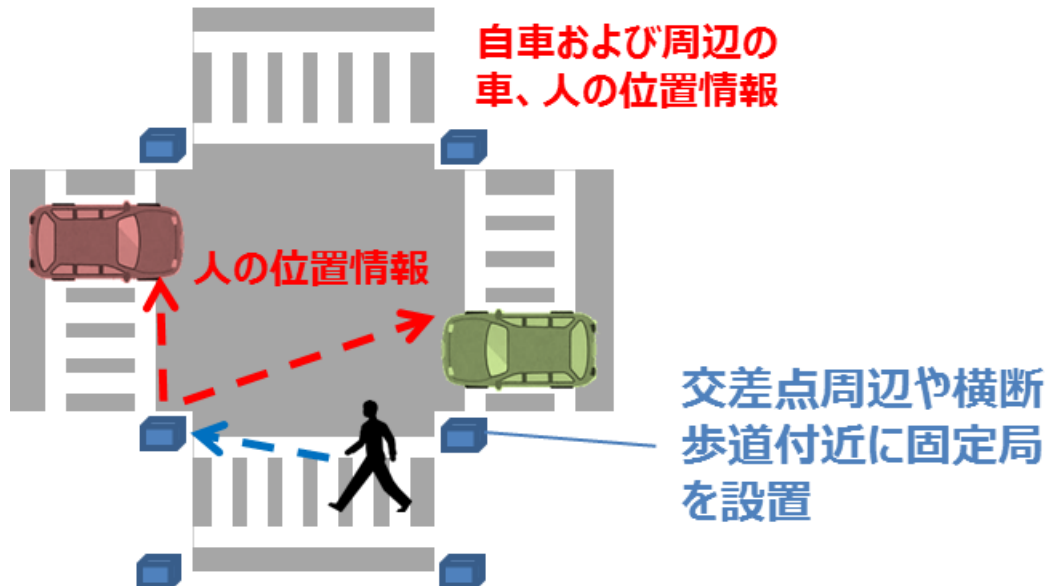 自車および周辺の
車、人の位置情報
人の位置情報
交差点周辺や横断
歩道付近に固定局
を設置